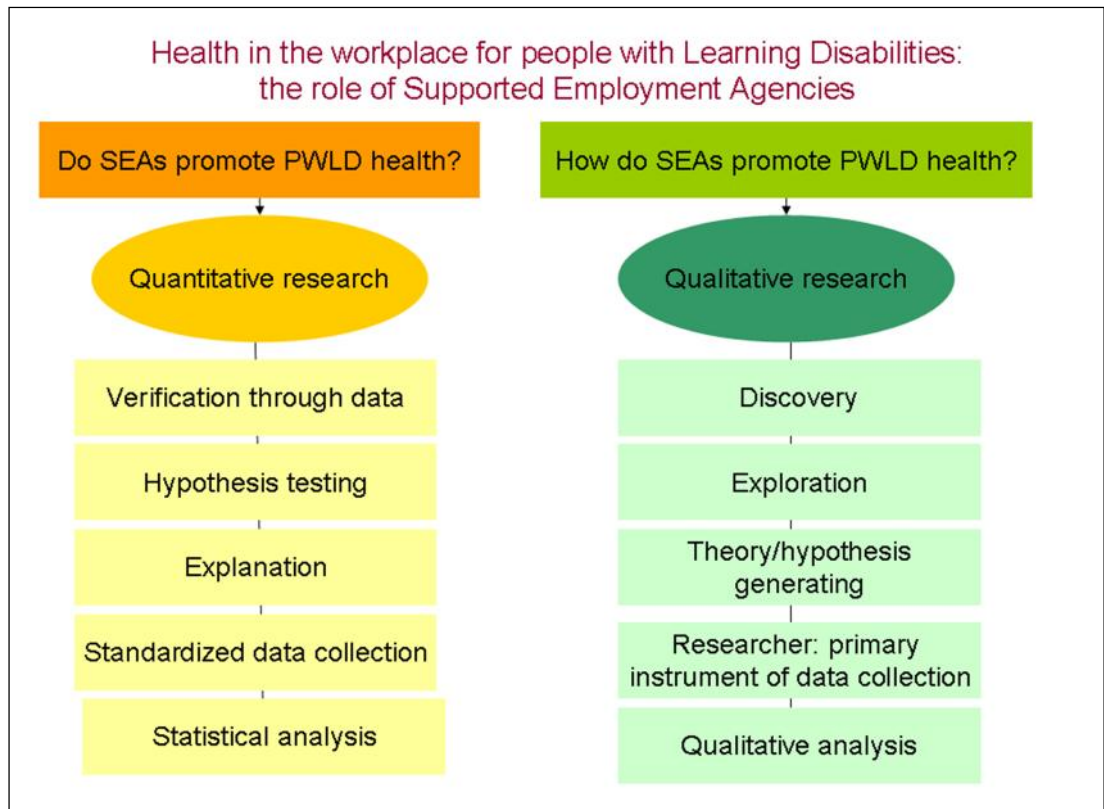 Health in the workplace for people with Learning Disabilities:
the role of Supported Employment Agencies
Do SEAs promote PWLD health?
Quantitative research
Verification through data
Hypothesis testing
Explanation
Standardized data collection
Statistical analysis
How do SEAs promote PWLD health?
Qualitative research
Discovery
Exploration
Theory/hypothesis
generating
Researcher: primary
instrument of data collection
Qualitative analysis